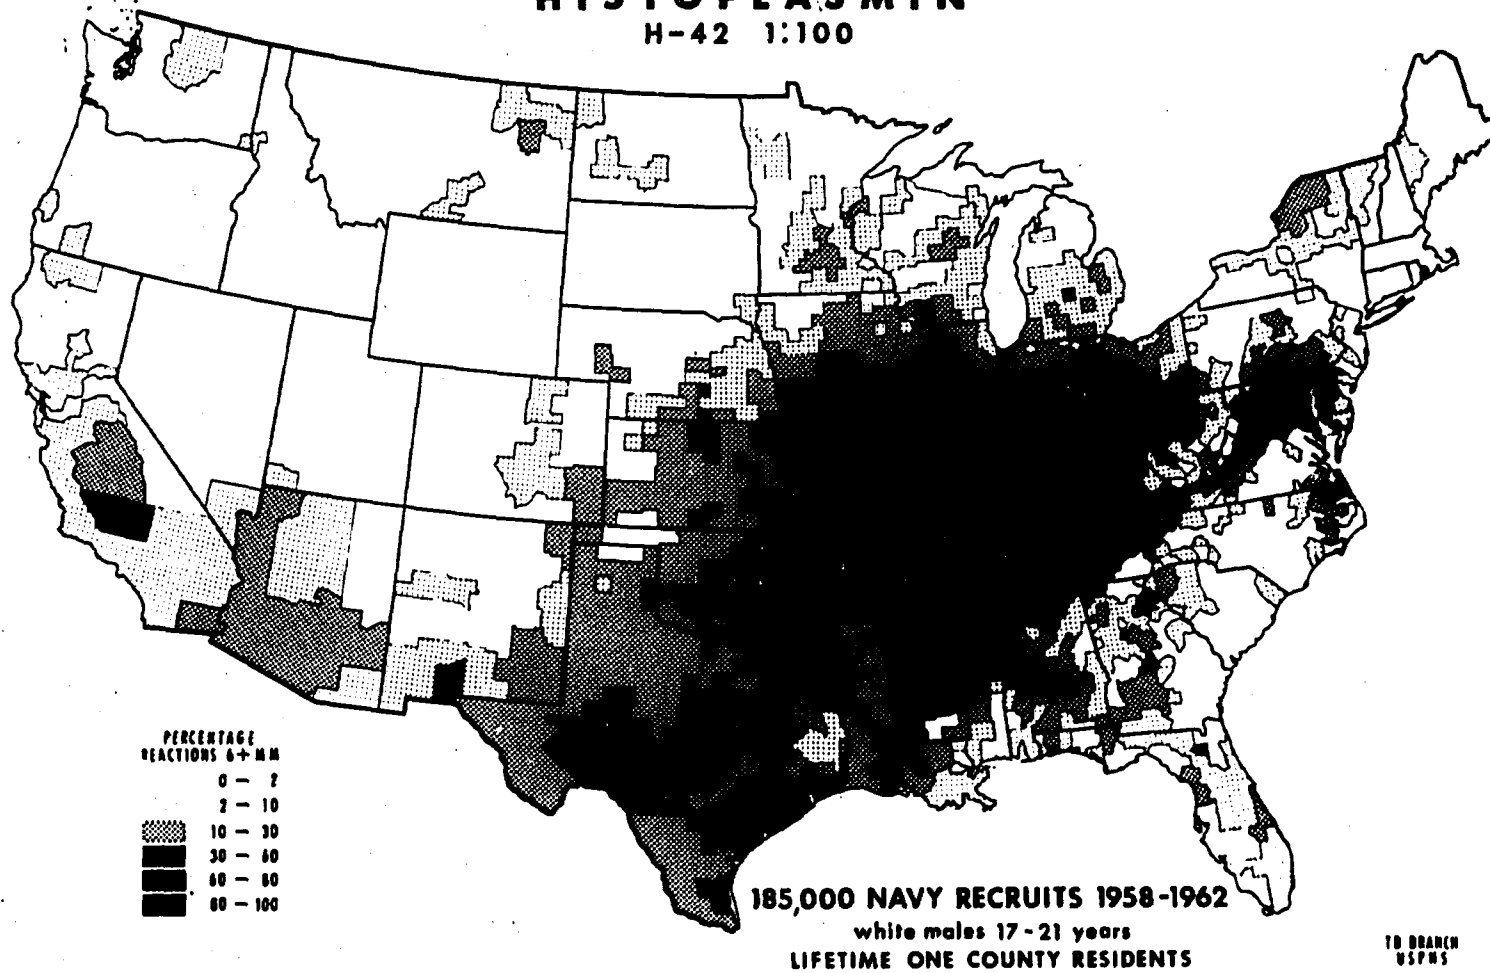 HISTOPLASMIN
H-42 1:100
PERCENTAGE
REACTIONS 6+ MM
0 — 2
2 — 10
10 — 30
30 — 60
60 — 80
80 — 100
185,000 NAVY RECRUITS 1958-1962
white males 17-21 years
LIFETIME ONE COUNTY RESIDENTS
TB BRANCH
USPHS